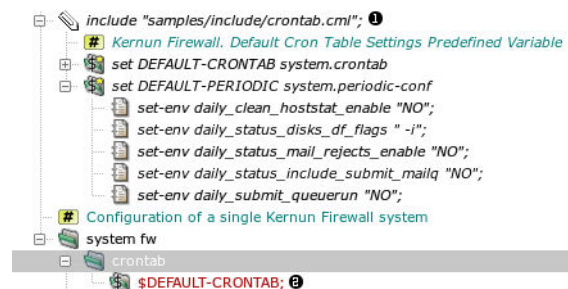 include "samples/include/crontab.cml"; ❶
# Kernun Firewall. Default Cron Table Settings Predefined Variable
set DEFAULT-CRONTAB system.crontab
set DEFAULT-PERIODIC system.periodic-conf
set-env daily_clean_hoststat_enable "NO";
set-env daily_status_disks_df_flags " -i";
set-env daily_status_mail_rejects_enable "NO";
set-env daily_status_include_submit_mailq "NO";
set-env daily_submit_queuerun "NO";
# Configuration of a single Kernun Firewall system
system fw
crontab
$DEFAULT-CRONTAB; ❷